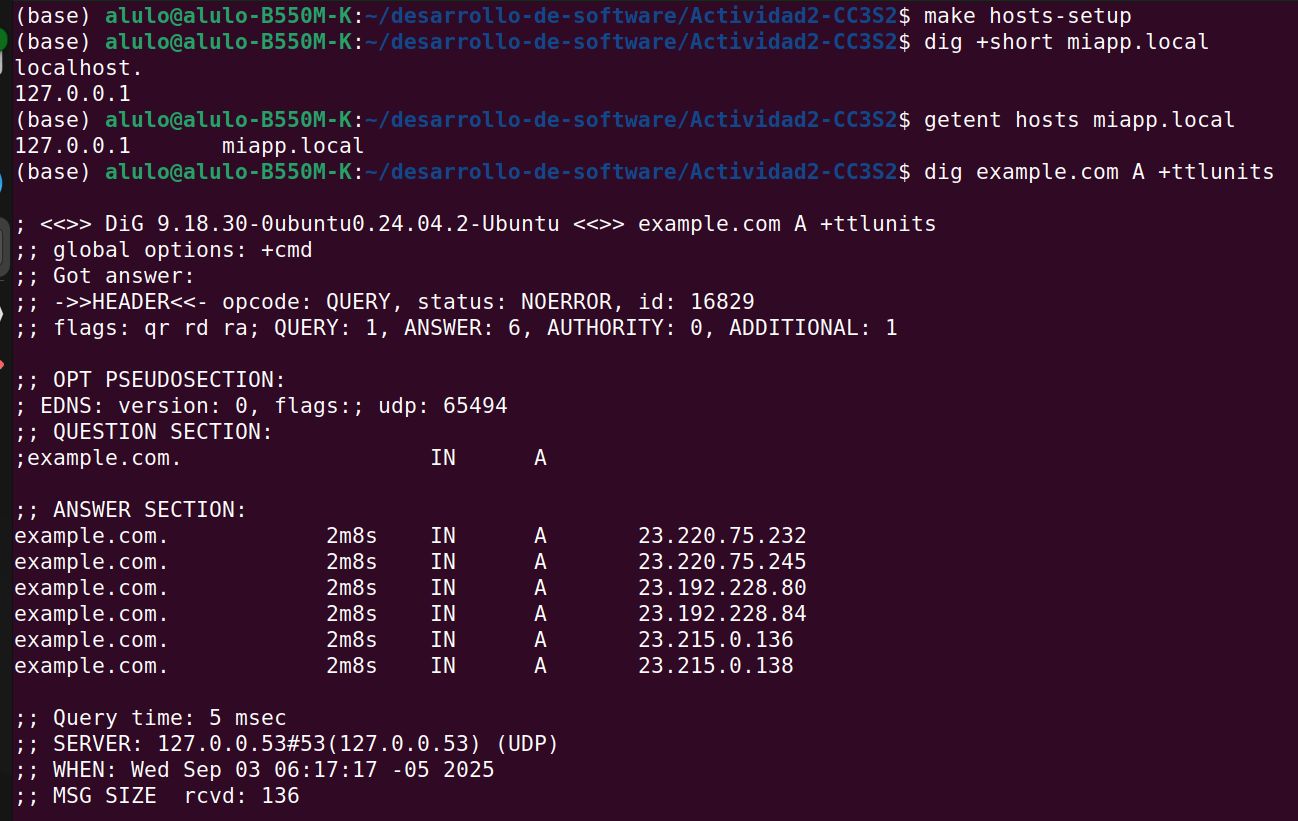 (base) alulo@alulo-B550M-K:~/desarrollo-de-software/Actividad2-CC3S2$ make hosts-setup
(base) alulo@alulo-B550M-K:~/desarrollo-de-software/Actividad2-CC3S2$ dig +short miapp.local
localhost.
127.0.0.1
(base) alulo@alulo-B550M-K:~/desarrollo-de-software/Actividad2-CC3S2$ getent hosts miapp.local
127.0.0.1       miapp.local
(base) alulo@alulo-B550M-K:~/desarrollo-de-software/Actividad2-CC3S2$ dig example.com A +ttlunits

; <<>> DiG 9.18.30-0ubuntu0.24.04.2-Ubuntu <<>> example.com A +ttlunits
;; global options: +cmd
;; Got answer:
;; ->>HEADER<<- opcode: QUERY, status: NOERROR, id: 16829
;; flags: qr rd ra; QUERY: 1, ANSWER: 6, AUTHORITY: 0, ADDITIONAL: 1

;; OPT PSEUDOSECTION:
; EDNS: version: 0, flags:; udp: 65494
;; QUESTION SECTION:
;example.com.                   IN      A

;; ANSWER SECTION:
example.com.            2m8s    IN      A       23.220.75.232
example.com.            2m8s    IN      A       23.220.75.245
example.com.            2m8s    IN      A       23.192.228.80
example.com.            2m8s    IN      A       23.192.228.84
example.com.            2m8s    IN      A       23.215.0.136
example.com.            2m8s    IN      A       23.215.0.138

;; Query time: 5 msec
;; SERVER: 127.0.0.53#53(127.0.0.53) (UDP)
;; WHEN: Wed Sep 03 06:17:17 -05 2025
;; MSG SIZE  rcvd: 136